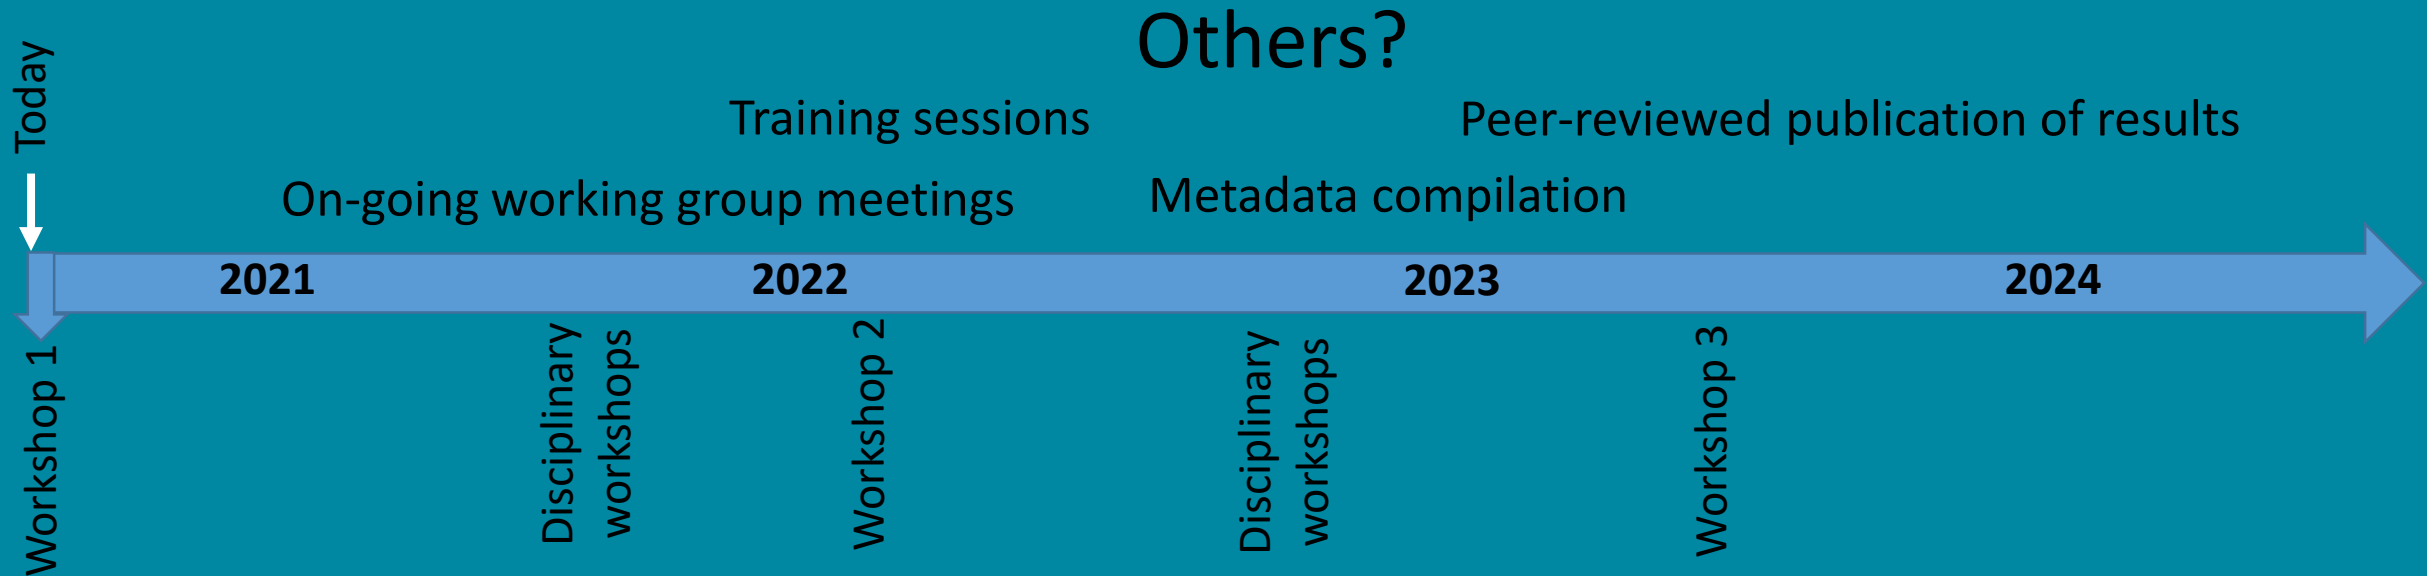 Others?
Today
Training sessions
Peer-reviewed publication of results
On-going working group meetings
Metadata compilation
2021
2022
2023
2024
Workshop 1
Disciplinary
workshops
Workshop 2
Disciplinary
workshops
Workshop 3